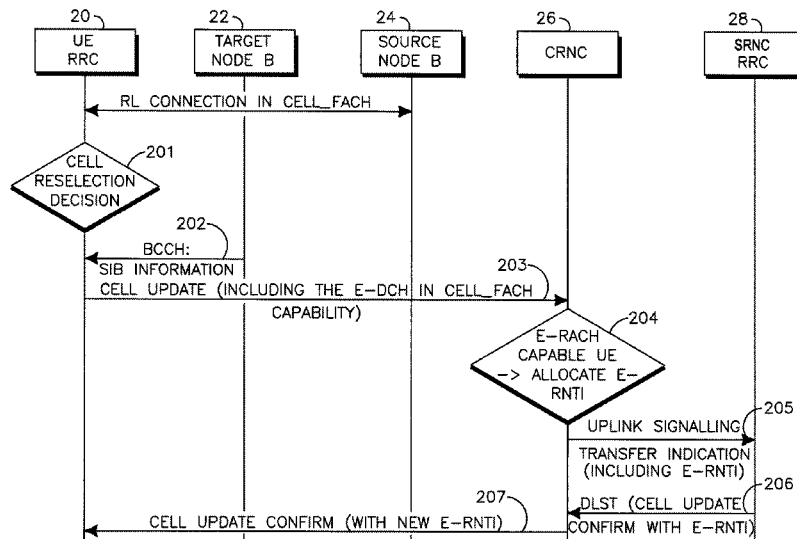 20
22
24
26
28
UE
RRC
TARGET
NODE B
SOURCE
NODE B
CRNC
SRNC
RRC
RL CONNECTION IN CELL_FACH
201
CELL
RESELECTION
DECISION
202
BCCH:
SIB INFORMATION
203
CELL UPDATE (INCLUDING THE E-DCH IN CELL_FACH
CAPABILITY)
204
E-RACH
CAPABLE UE
-> ALLOCATE E-
RNTI
205
UPLINK SIGNALLING
TRANSFER INDICATION
(INCLUDING E-RNTI)
206
DLST (CELL UPDATE
CONFIRM WITH E-RNTI)
207
CELL UPDATE CONFIRM (WITH NEW E-RNTI)